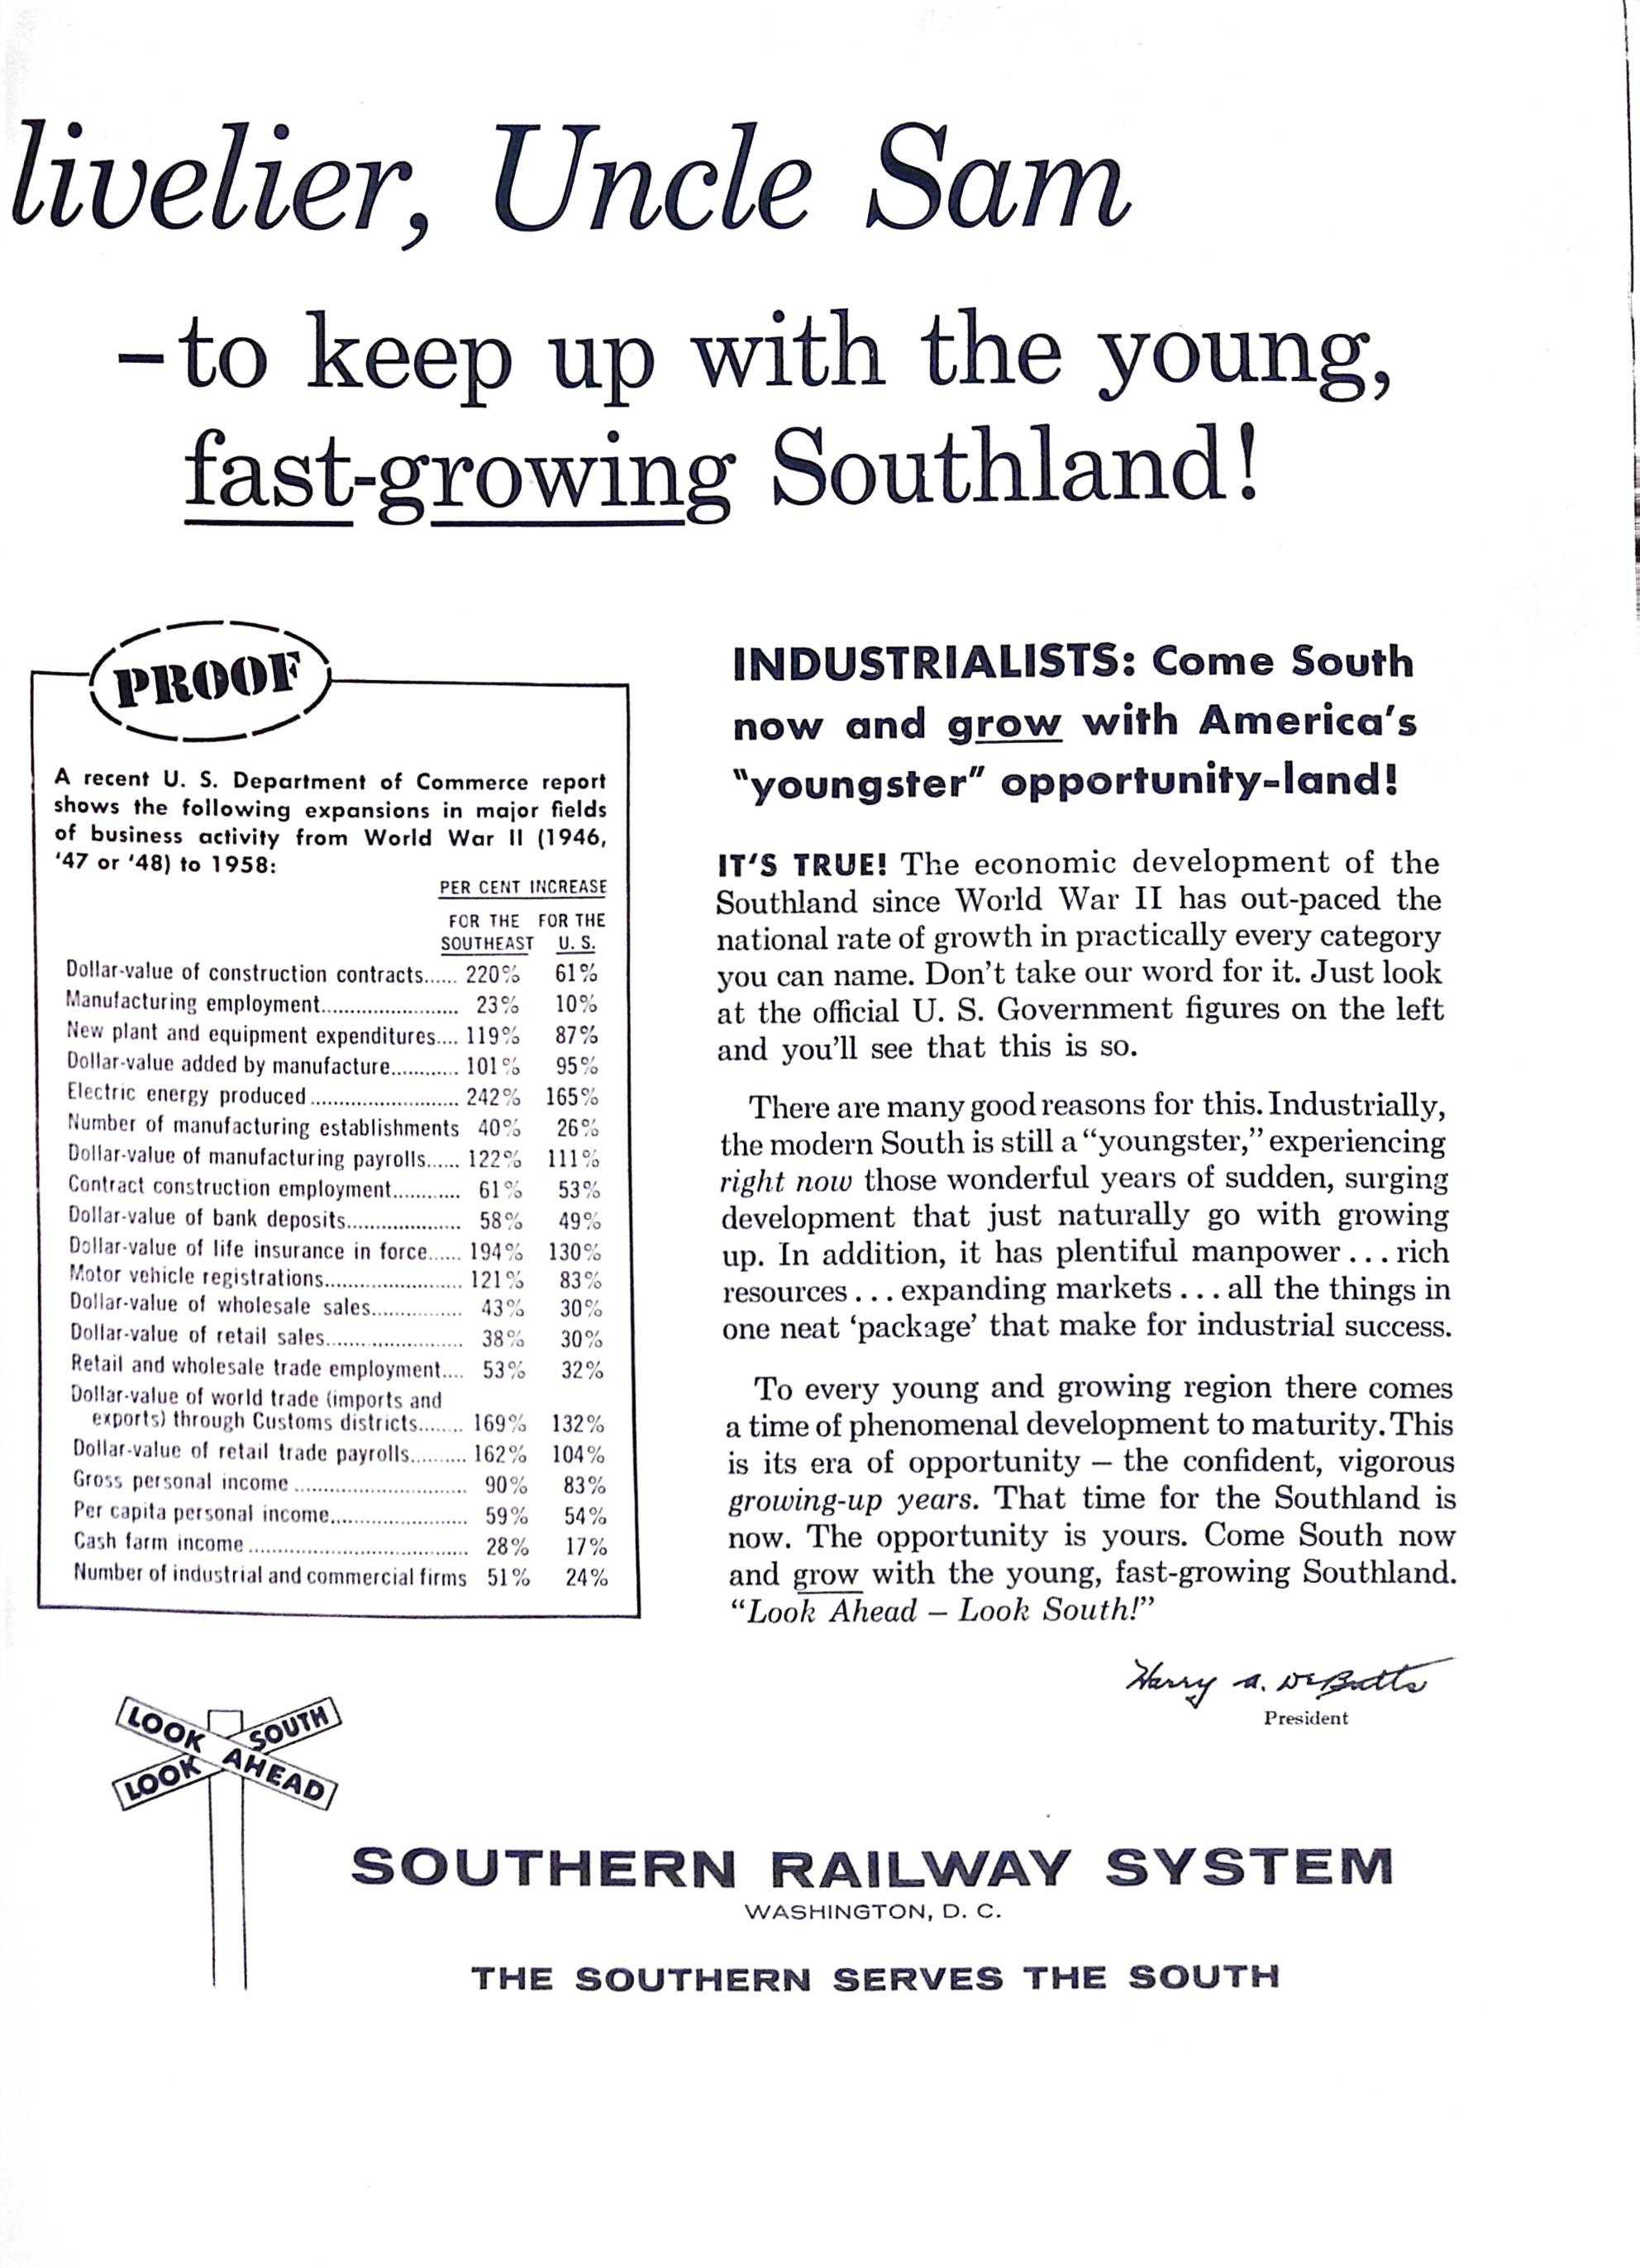 livelier, Uncle Sam
–to keep up with the young,
fast-growing Southland!
PROOF
A recent U. S. Department of Commerce report
shows the following expansions in major fields
of business activity from World War II (1946,
'47 or '48) to 1958:
PER CENT INCREASE
FOR THE FOR THE
SOUTHEAST U. S.
Dollar-value of construction contracts...... 220% 61%
Manufacturing employment........................ 23% 10%
New plant and equipment expenditures.... 119% 87%
Dollar-value added by manufacture............ 101% 95%
Electric energy produced.......................... 242% 165%
Number of manufacturing establishments 40% 26%
Dollar-value of manufacturing payrolls...... 122% 111%
Contract construction employment............ 61% 53%
Dollar-value of bank deposits.................... 58% 49%
Dollar-value of life insurance in force...... 194% 130%
Motor vehicle registrations........................ 121% 83%
Dollar-value of wholesale sales................ 43% 30%
Dollar-value of retail sales........................ 38% 30%
Retail and wholesale trade employment.... 53% 32%
Dollar-value of world trade (imports and
exports) through Customs districts........ 169% 132%
Dollar-value of retail trade payrolls.......... 162% 104%
Gross personal income.............................. 90% 83%
Per capita personal income........................ 59% 54%
Cash farm income...................................... 28% 17%
Number of industrial and commercial firms 51% 24%
INDUSTRIALISTS: Come South
now and grow with America's
"youngster" opportunity-land!
IT'S TRUE! The economic development of the
Southland since World War II has out-paced the
national rate of growth in practically every category
you can name. Don't take our word for it. Just look
at the official U. S. Government figures on the left
and you'll see that this is so.
There are many good reasons for this. Industrially,
the modern South is still a "youngster," experiencing
right now those wonderful years of sudden, surging
development that just naturally go with growing
up. In addition, it has plentiful manpower . . . rich
resources . . . expanding markets . . . all the things in
one neat 'package' that make for industrial success.
To every young and growing region there comes
a time of phenomenal development to maturity. This
is its era of opportunity – the confident, vigorous
growing-up years. That time for the Southland is
now. The opportunity is yours. Come South now
and grow with the young, fast-growing Southland.
"Look Ahead – Look South!"
Harry A. DeButts
President
LOOK AHEAD
LOOK SOUTH
SOUTHERN RAILWAY SYSTEM
WASHINGTON, D. C.
THE SOUTHERN SERVES THE SOUTH